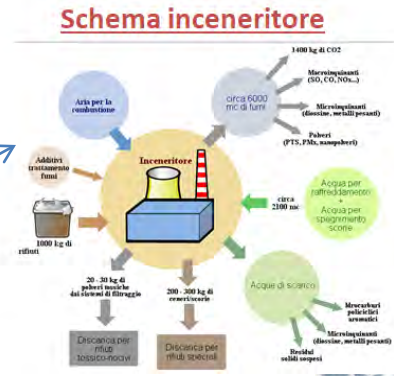 Schema inceneritore
1400 kg di CO2
Macroinquinanti
(SO, CO, NOx...)
circa 6000
mc di fumi
Microinquinanti
(diossine, metalli pesanti)
Polveri
(PTS, PMx, nanopolveri)
Aria per la
combustione
Additivi
trattamento
fumi
Inceneritore
1000 kg di
rifiuti
circa
2100 mc
Acqua per
raffreddamento
+
Acqua per
spegnimento
scorie
20 - 30 kg di
polveri tossiche
dai sistemi di filtraggio
200 - 300 kg di
ceneri/scorie
Acque di scarico
Discarica per
rifiuti
tossico-nocivi
Discarica per
rifiuti speciali
Idrocarburi
policiclici
aromatici
Microinquinanti
(diossine, metalli pesanti)
Residui
solidi sospesi